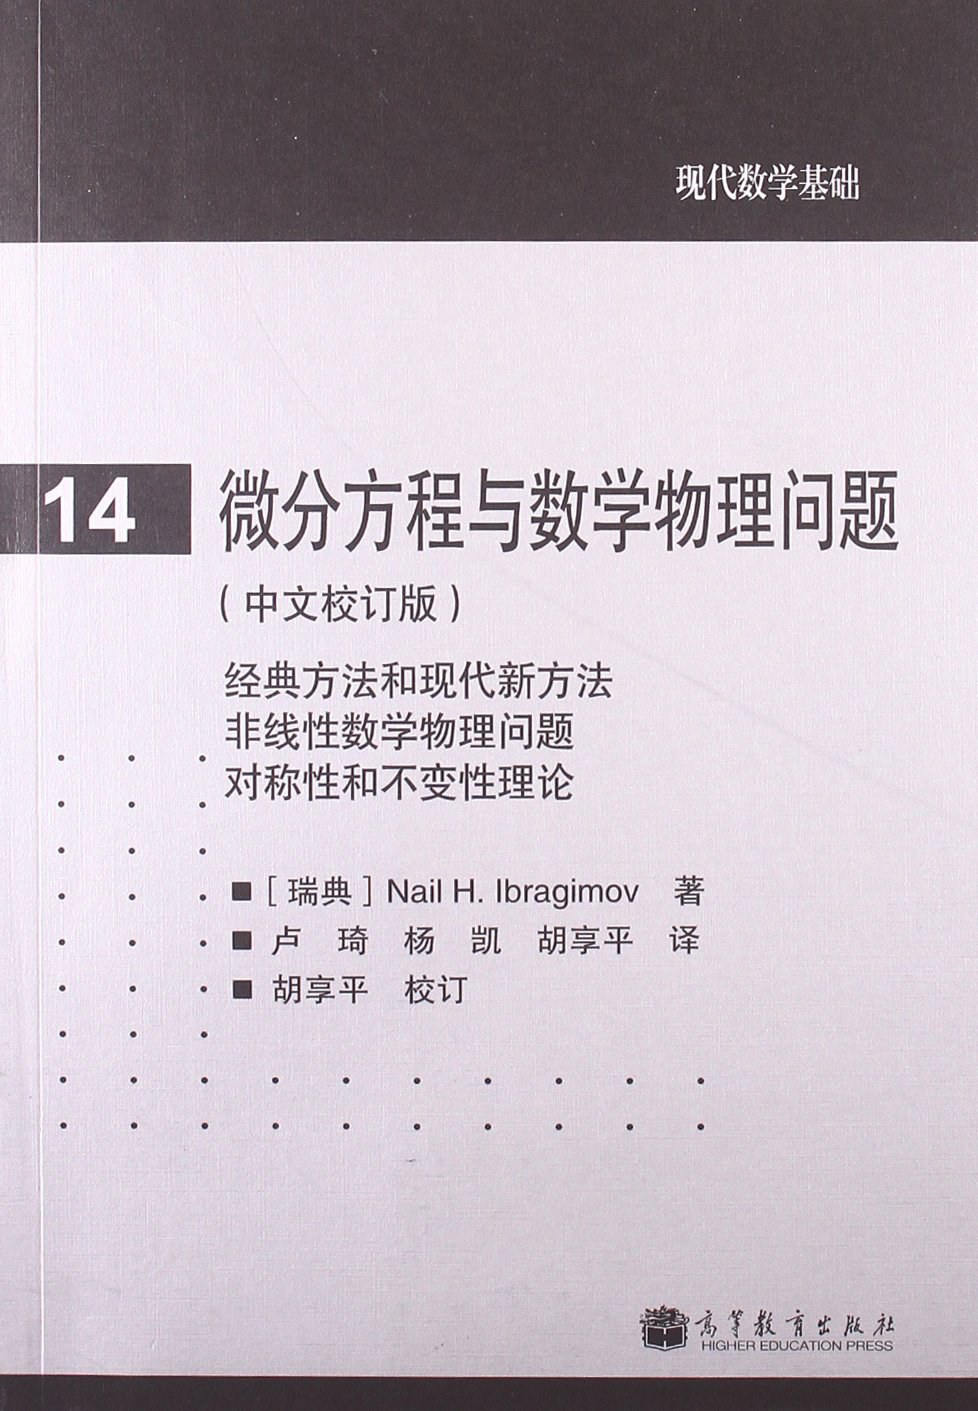 现代数学基础
14 微分方程与数学物理问题
（中文校订版）
经典方法和现代新方法
非线性数学物理问题
对称性和不变性理论
■ [瑞典] Nail H. Ibragimov 著
■ 卢 琦 杨 凯 胡享平 译
■ 胡享平 校订
高等教育出版社
HIGHER EDUCATION PRESS